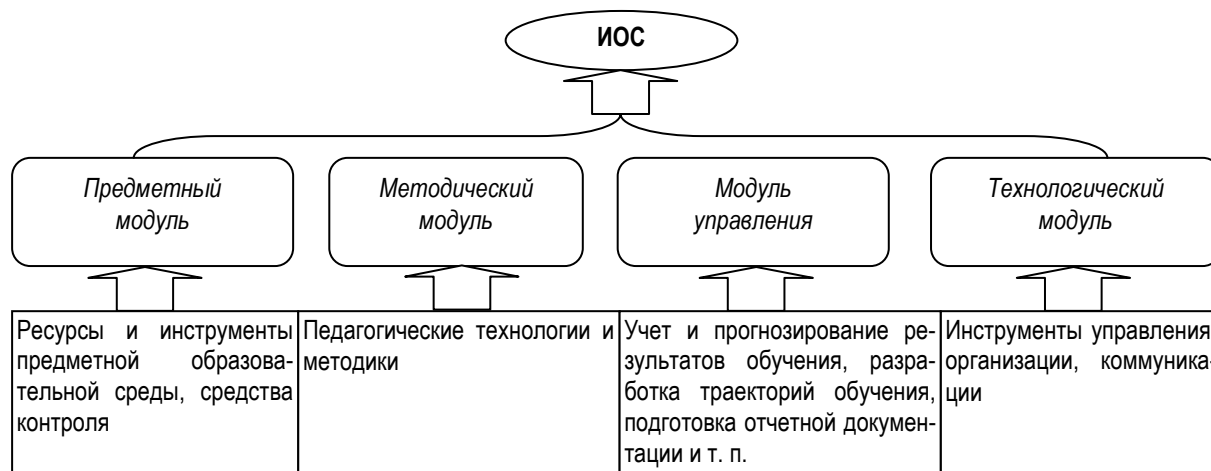 ИОС
Предметный
модуль
Методический
модуль
Модуль
управления
Технологический
модуль
Ресурсы и инструменты
предметной образова-
тельной среды, средства
контроля
Педагогические технологии и
методики
Учет и прогнозирование ре-
зультатов обучения, разра-
ботка траекторий обучения,
подготовка отчетной докумен-
тации и т. п.
Инструменты управления,
организации, коммуника-
ции